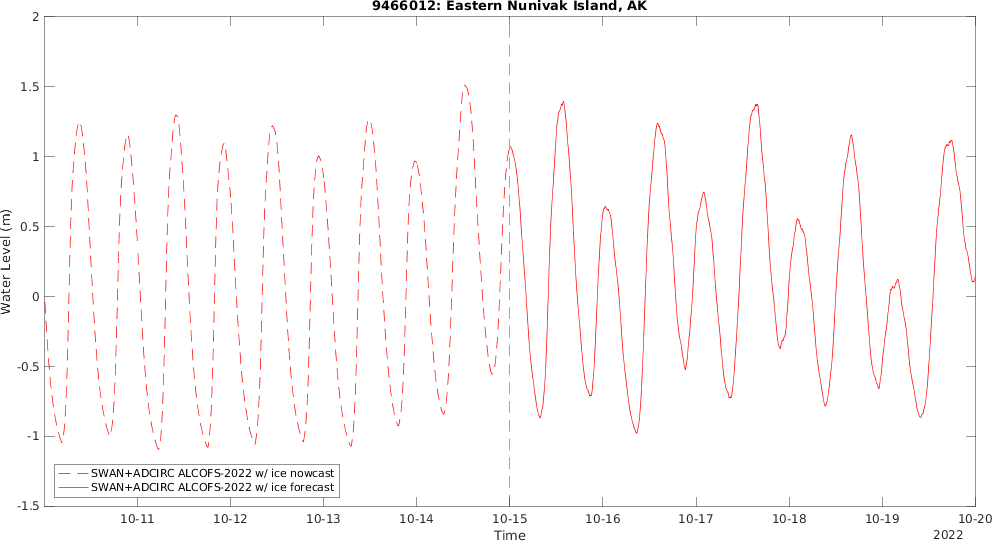 9466012: Eastern Nunivak Island, AK
2
1.5
1
0.5
0
-0.5
-1
-1.5
Water Level (m)
SWAN+ADCIRC ALCOFS-2022 w/ ice nowcast
SWAN+ADCIRC ALCOFS-2022 w/ ice forecast
10-11 10-12 10-13 10-14 10-15 10-16 10-17 10-18 10-19 10-20
Time
2022